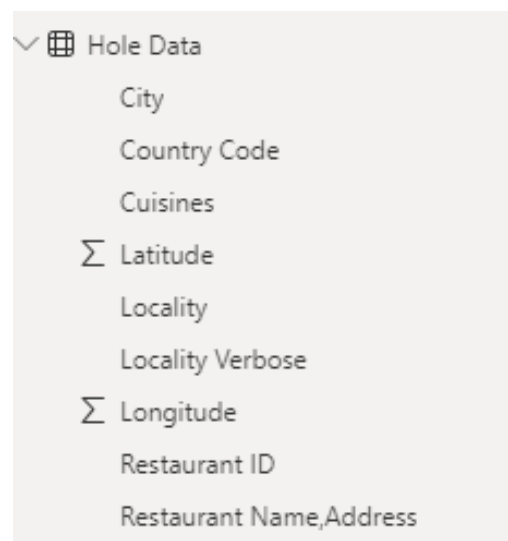 Hole Data
City
Country Code
Cuisines
Σ Latitude
Locality
Locality Verbose
Σ Longitude
Restaurant ID
Restaurant Name,Address